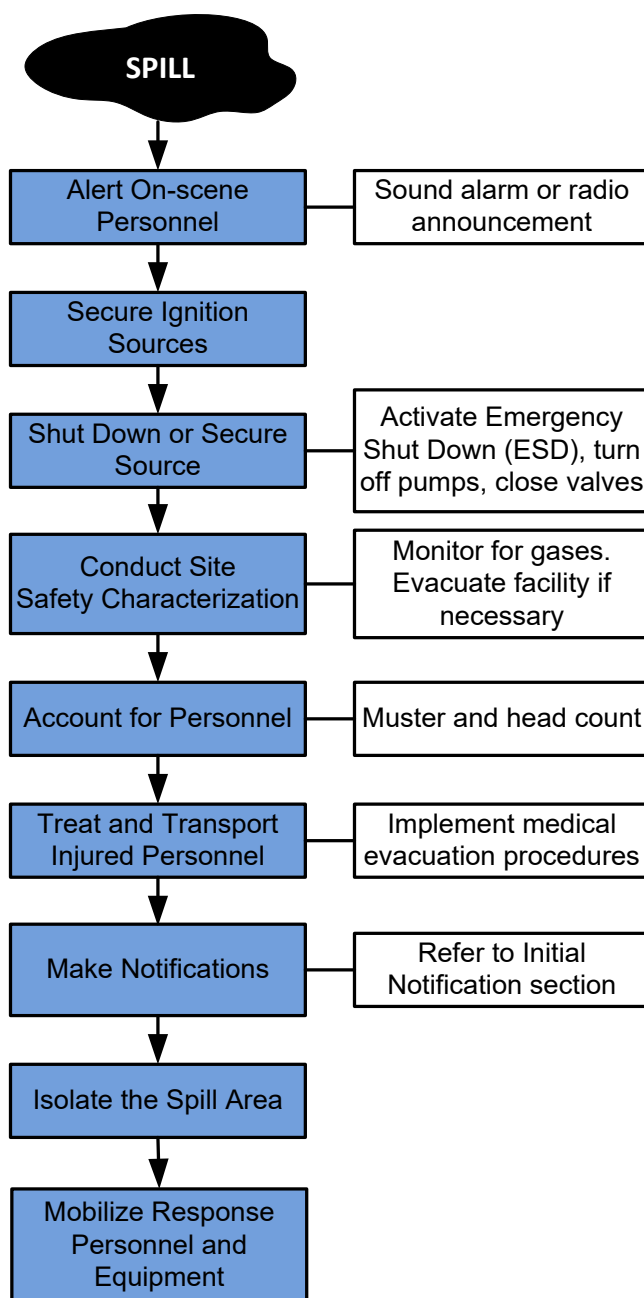 SPILL
Alert On-scene
Personnel
Sound alarm or radio
announcement
Secure Ignition
Sources
Shut Down or Secure
Source
Activate Emergency
Shut Down (ESD), turn
off pumps, close valves
Conduct Site
Safety Characterization
Monitor for gases.
Evacuate facility if
necessary
Account for Personnel
Muster and head count
Treat and Transport
Injured Personnel
Implement medical
evacuation procedures
Make Notifications
Refer to Initial
Notification section
Isolate the Spill Area
Mobilize Response
Personnel and
Equipment